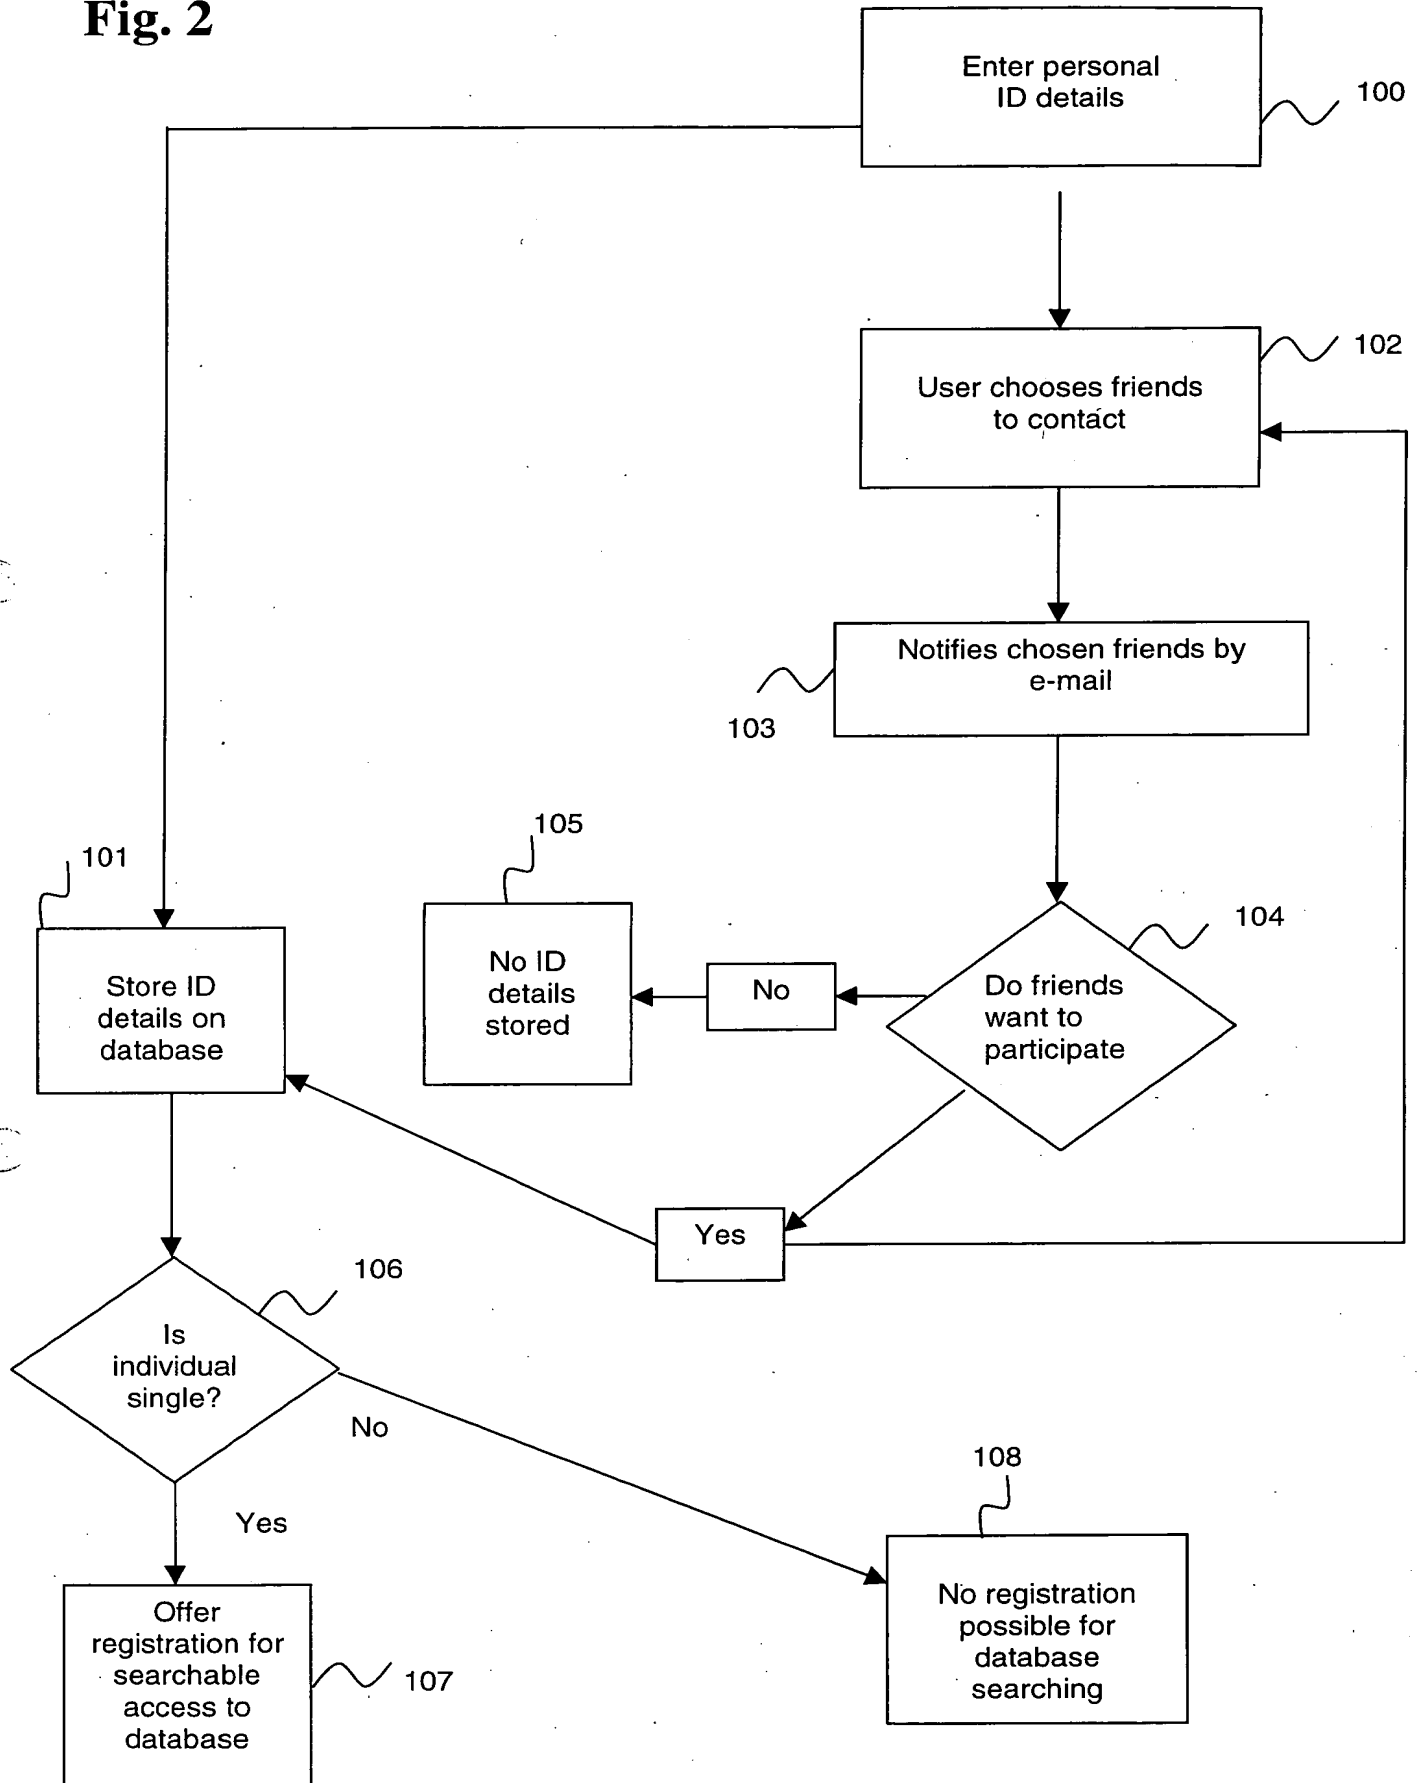 Fig. 2
Enter personal
ID details
100
102
User chooses friends
to contact
Notifies chosen friends by
e-mail
103
105
101
104
No ID
details
stored
No
Do friends
want to
participate
Store ID
details on
database
Yes
106
Is
individual
single?
No
108
Yes
No registration
possible for
database
searching
Offer
registration for
searchable
access to
database
107